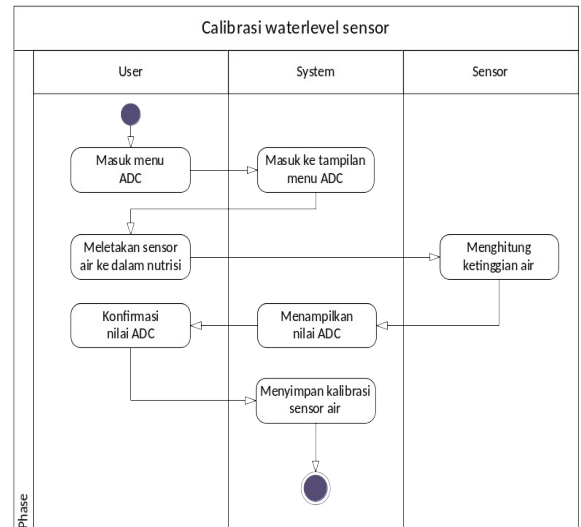 Calibrasi waterlevel sensor
User
System
Sensor
Masuk menu
ADC
Masuk ke tampilan
menu ADC
Meletakan sensor
air ke dalam nutrisi
Menghitung
ketinggian air
Konfirmasi
nilai ADC
Menampilkan
nilai ADC
Menyimpan kalibrasi
sensor air
Phase